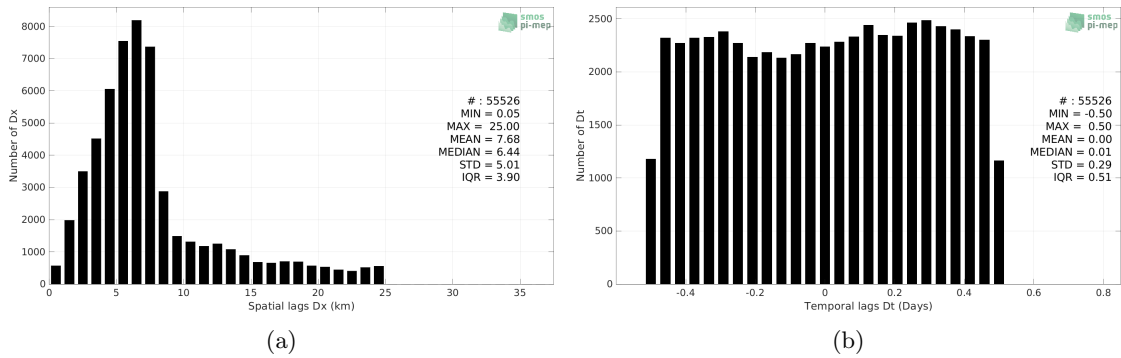 smos
pi-mep
Number of Dx
8000
7000
6000
5000
4000
3000
2000
1000
0
# : 55526
MIN = 0.05
MAX = 25.00
MEAN = 7.68
MEDIAN = 6.44
STD = 5.01
IQR = 3.90
0 5 10 15 20 25 30 35
Spatial lags Dx (km)
(a)
smos
pi-mep
Number of Dt
2500
2000
1500
1000
500
0
# : 55526
MIN = -0.50
MAX = 0.50
MEAN = 0.00
MEDIAN = 0.01
STD = 0.29
IQR = 0.51
-0.4 -0.2 0 0.2 0.4 0.6 0.8
Temporal lags Dt (Days)
(b)